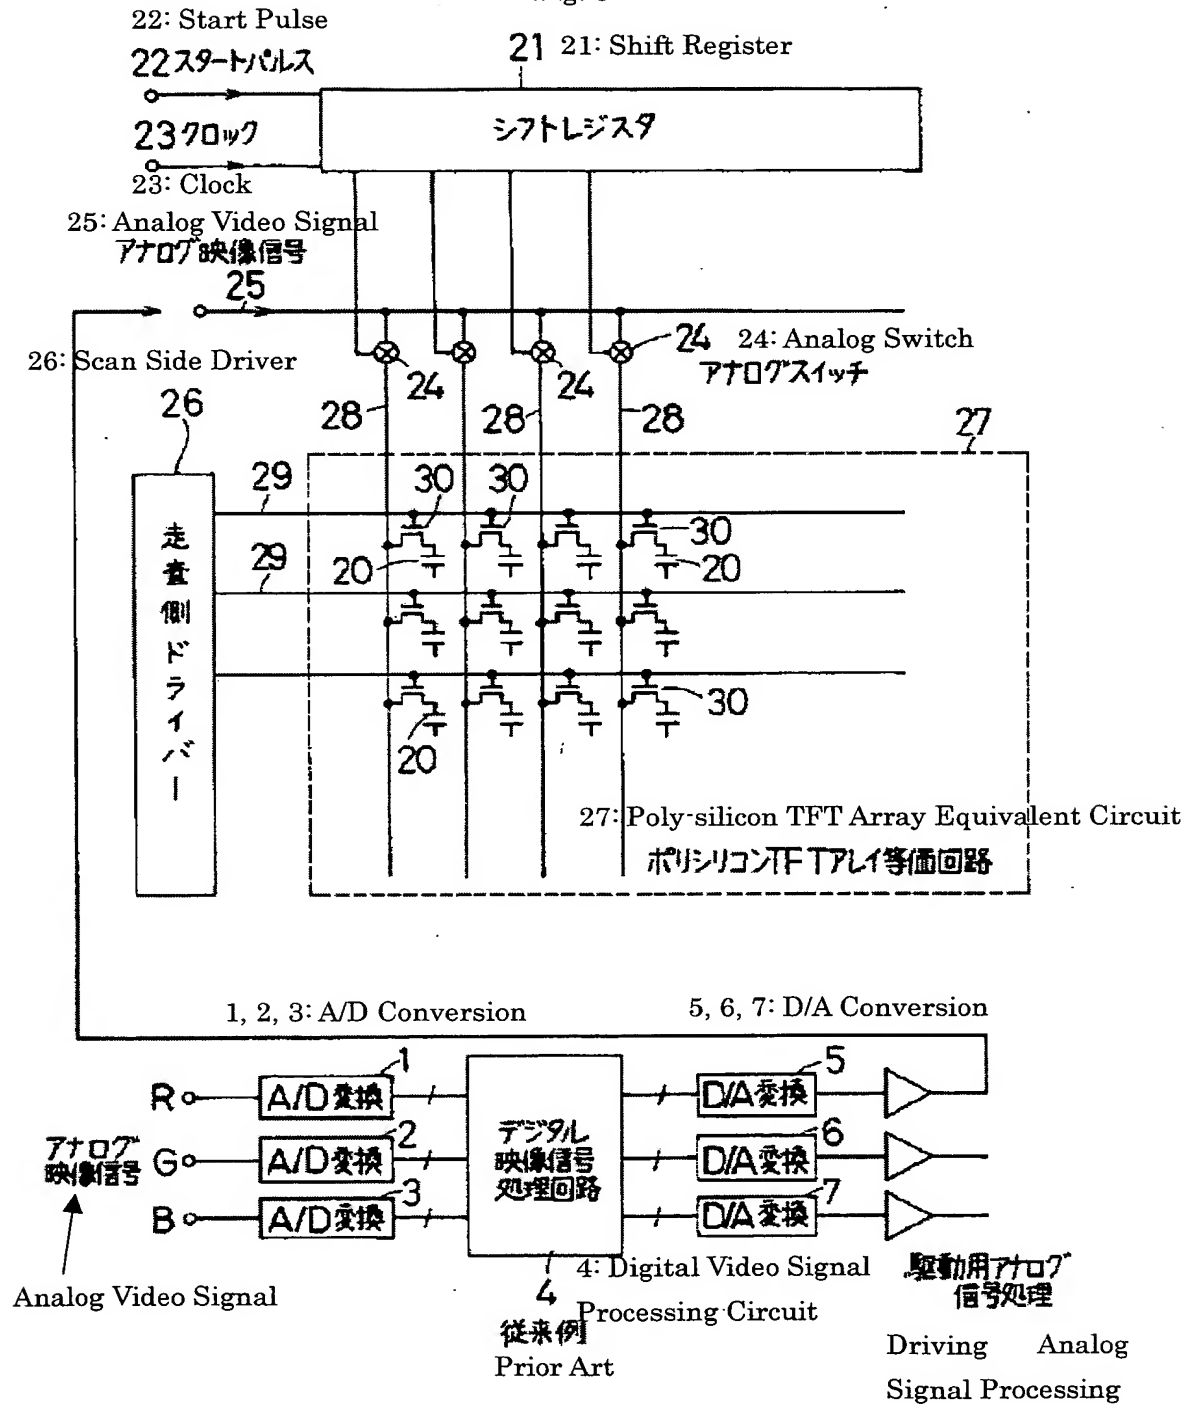 22: Start Pulse
22 スタートパルス
21 21: Shift Register
シフトレジスタ
23 クロック
23: Clock
25: Analog Video Signal
アナログ映像信号
25
24 24: Analog Switch
アナログスイッチ
26: Scan Side Driver
24 24
26
28 28 28
27
29 30 30
30
走査側ドライバー
29 20 20
30
20
27: Poly-silicon TFT Array Equivalent Circuit
ポリシリコンTFTアレイ等価回路
1, 2, 3: A/D Conversion
5, 6, 7: D/A Conversion
R A/D変換 1
D/A変換 5
アナログ
映像信号
G A/D変換 2
デジタル
映像信号
処理回路
D/A変換 6
B A/D変換 3
D/A変換 7
Analog Video Signal
4
4: Digital Video Signal
Processing Circuit
従来例
Prior Art
駆動用アナログ
信号処理
Driving Analog
Signal Processing